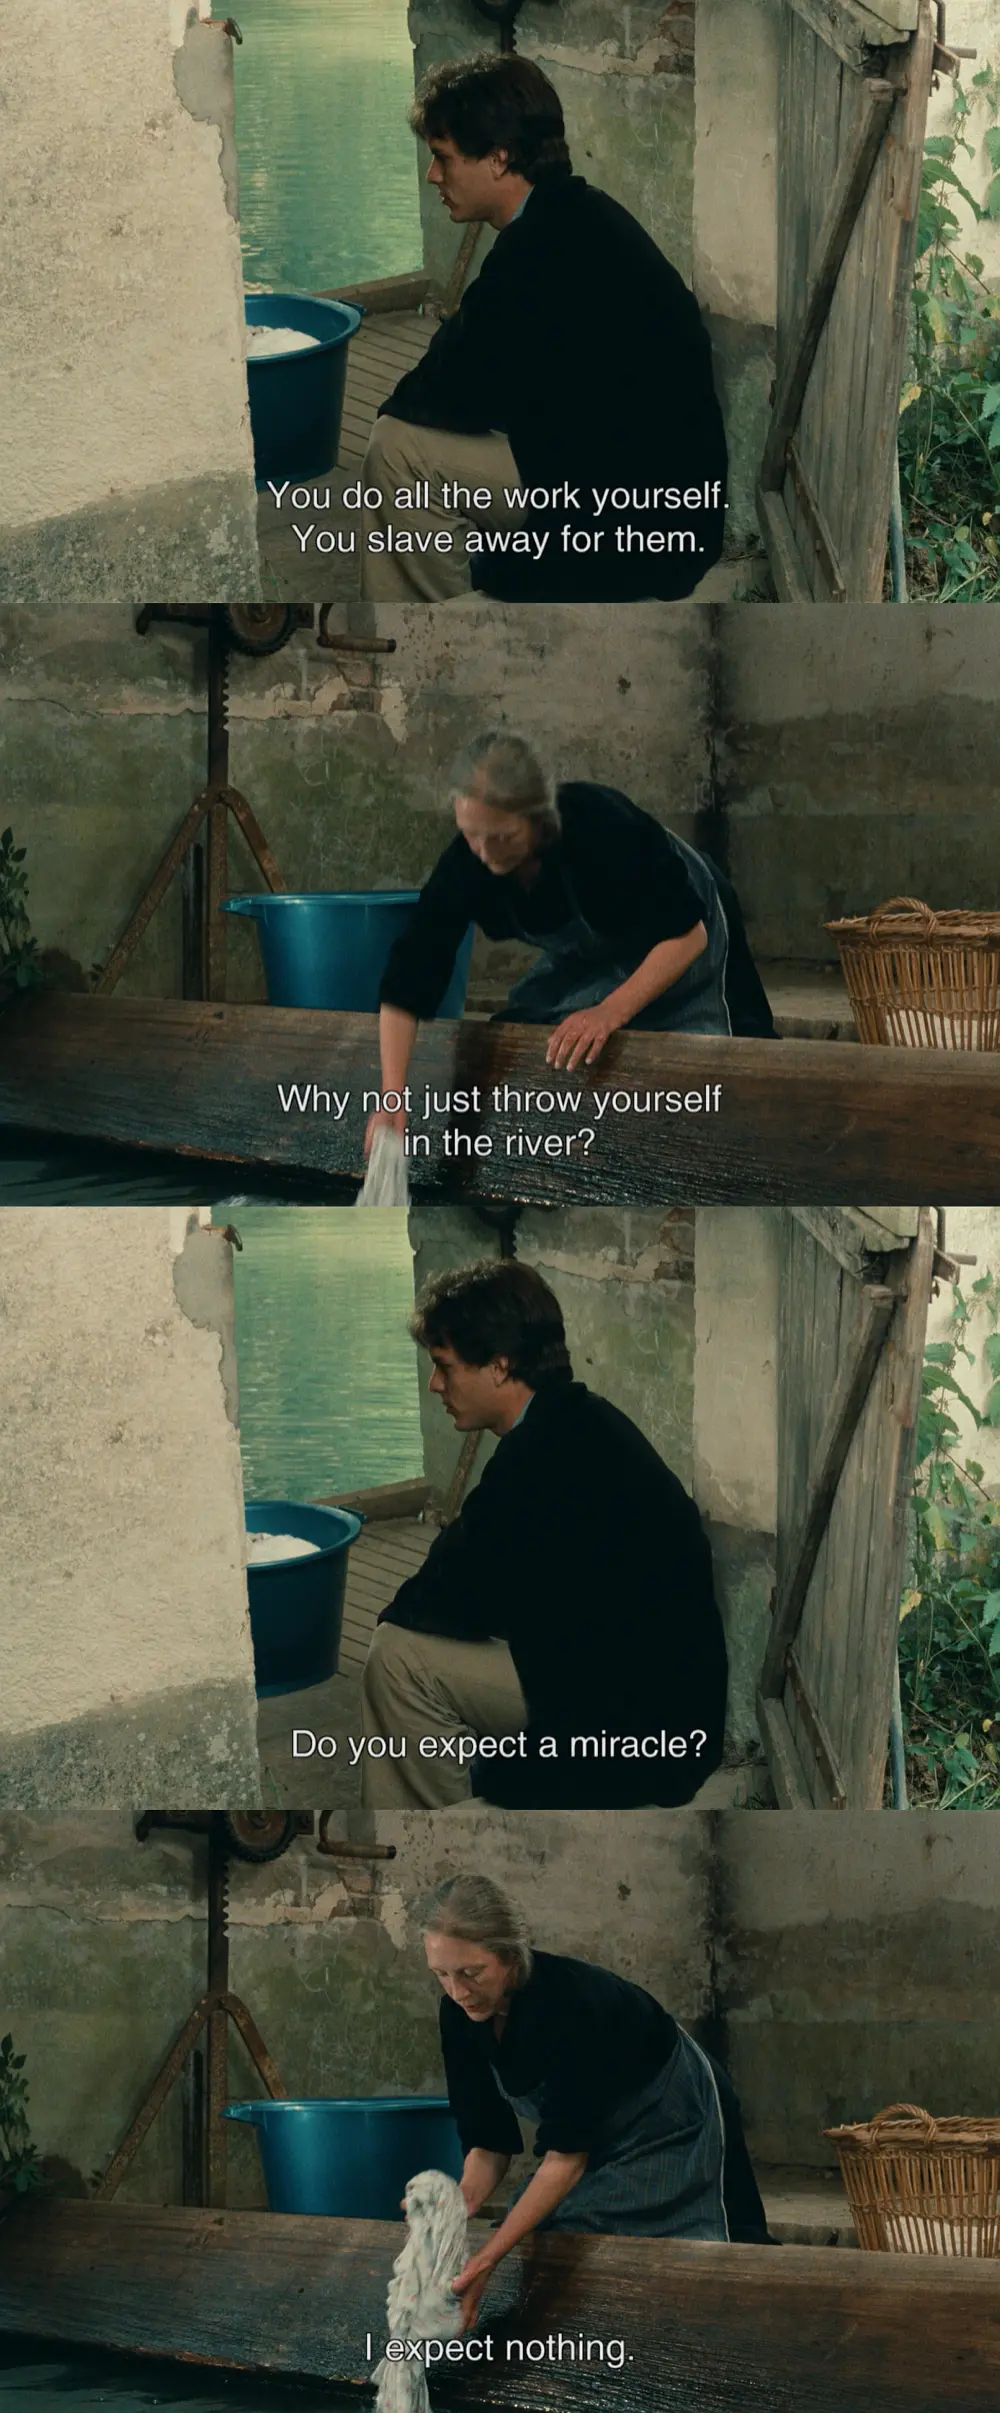 You do all the work yourself.
You slave away for them.
Why not just throw yourself
in the river?
Do you expect a miracle?
I expect nothing.